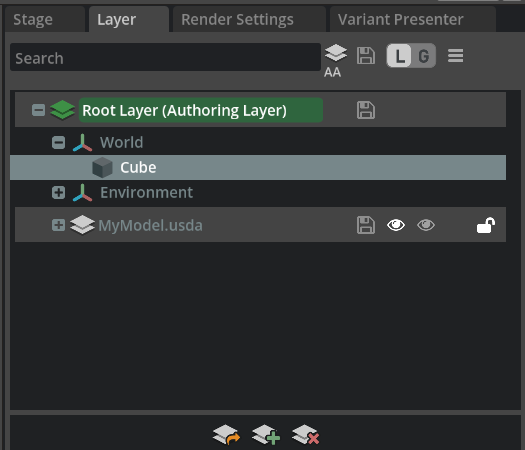 Stage Layer Render Settings Variant Presenter
Search
AA
L G
Root Layer (Authoring Layer)
World
Cube
Environment
MyModel.usda